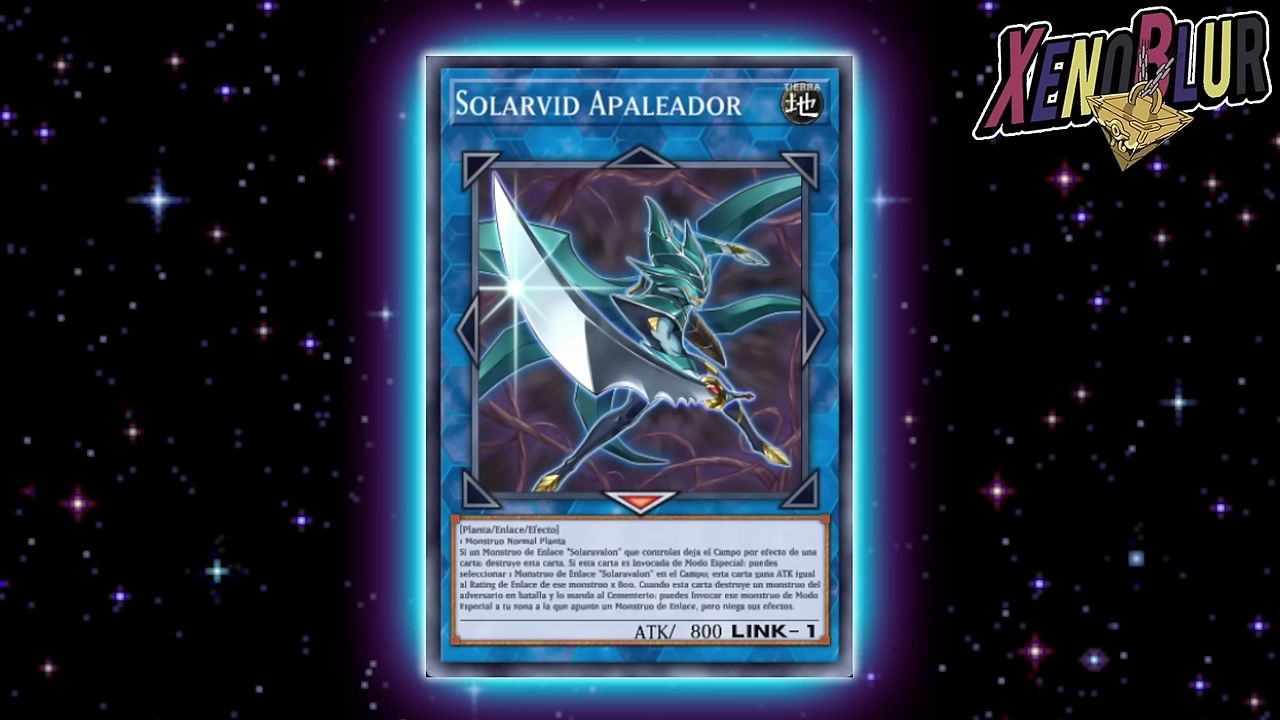 XENOBLUR
SOLARVID APALEADOR
TIERRA
地
[Planta/Enlace/Efecto]
1 Monstruo Normal Planta
Si un Monstruo de Enlace "Solaravalon" que controlas deja el Campo por efecto de una
carta: destruye esta carta. Si esta carta es Invocada de Modo Especial: puedes
seleccionar 1 Monstruo de Enlace "Solaravalon" en el Campo; esta carta gana ATK igual
al Rating de Enlace de ese monstruo x 800. Cuando esta carta destruye un monstruo del
adversario en batalla y lo manda al Cementerio: puedes Invocar ese monstruo de Modo
Especial a tu zona a la que apunte un Monstruo de Enlace, pero niega sus efectos.
ATK/ 800 LINK-1